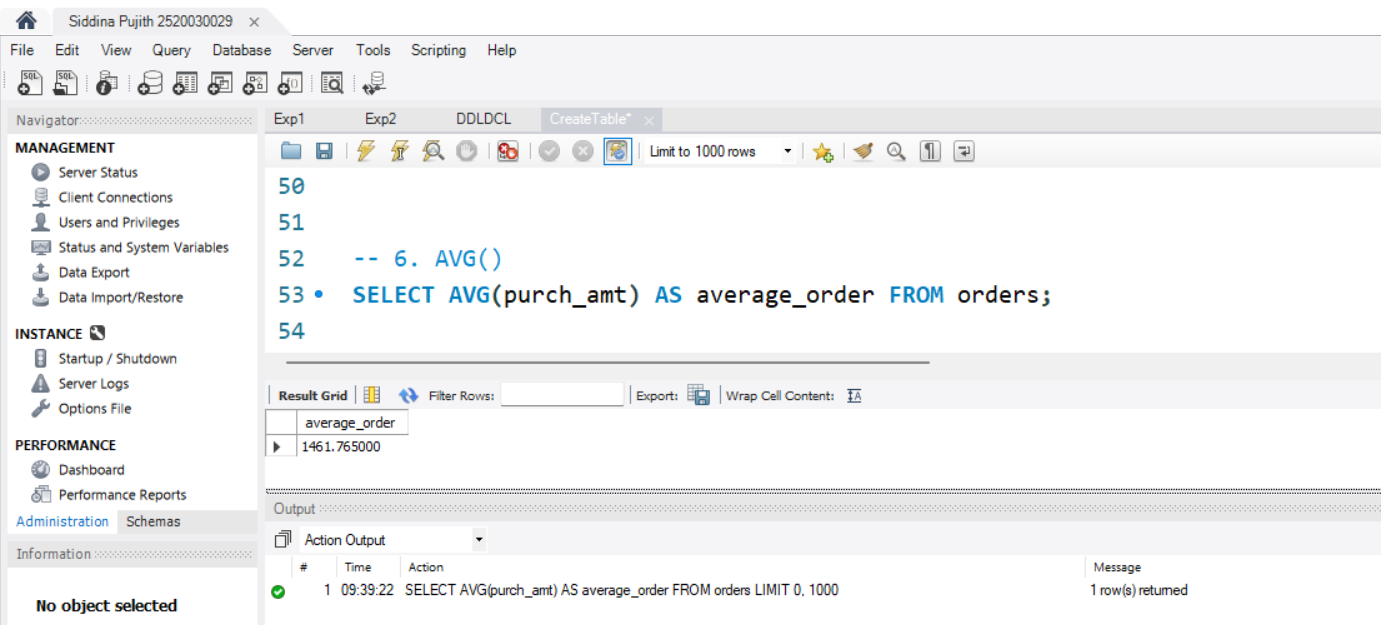 Siddina Pujith 2520030029 ×
File Edit View Query Database Server Tools Scripting Help
Navigator
MANAGEMENT
Server Status
Client Connections
Users and Privileges
Status and System Variables
Data Export
Data Import/Restore
INSTANCE
Startup / Shutdown
Server Logs
Options File
PERFORMANCE
Dashboard
Performance Reports
Administration Schemas
Information
No object selected
Exp1 Exp2 DDLDCL CreateTable* ×
Limit to 1000 rows
50
51
52 -- 6. AVG()
53 SELECT AVG(purch_amt) AS average_order FROM orders;
54
Result Grid Filter Rows: Export: Wrap Cell Content:
average_order
1461.765000
Output
Action Output
# Time Action Message
1 09:39:22 SELECT AVG(purch_amt) AS average_order FROM orders LIMIT 0, 1000 1 row(s) returned